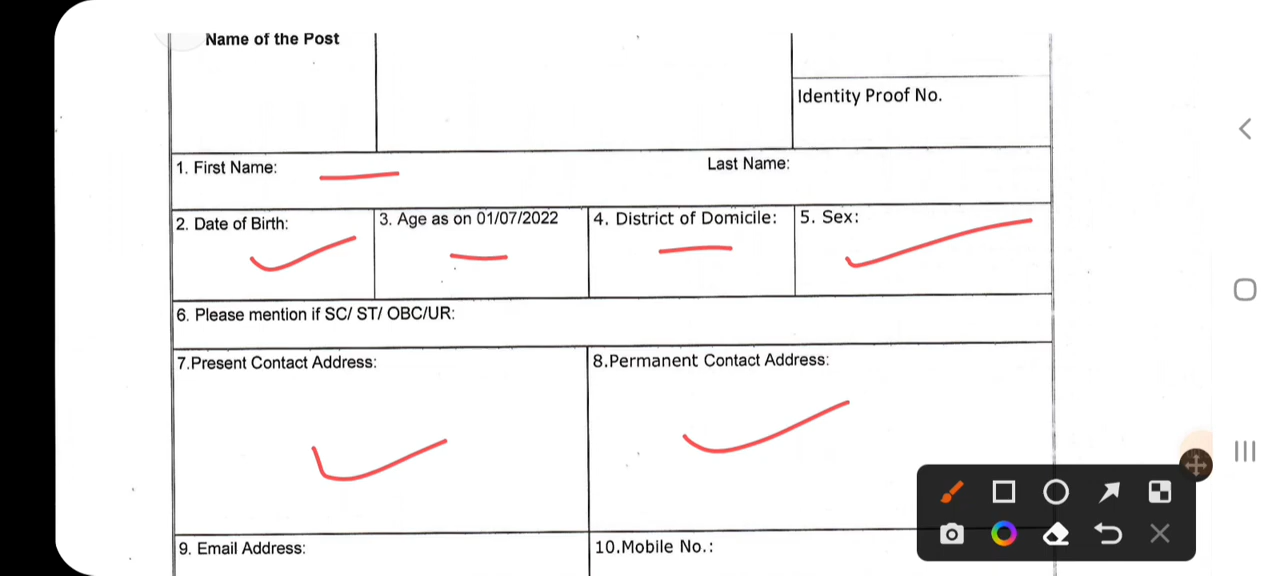 Name of the Post
Identity Proof No.
1. First Name:
Last Name:
2. Date of Birth:
3. Age as on 01/07/2022
4. District of Domicile:
5. Sex:
6. Please mention if SC/ ST/ OBC/UR:
7.Present Contact Address:
8.Permanent Contact Address:
9. Email Address:
10.Mobile No.: